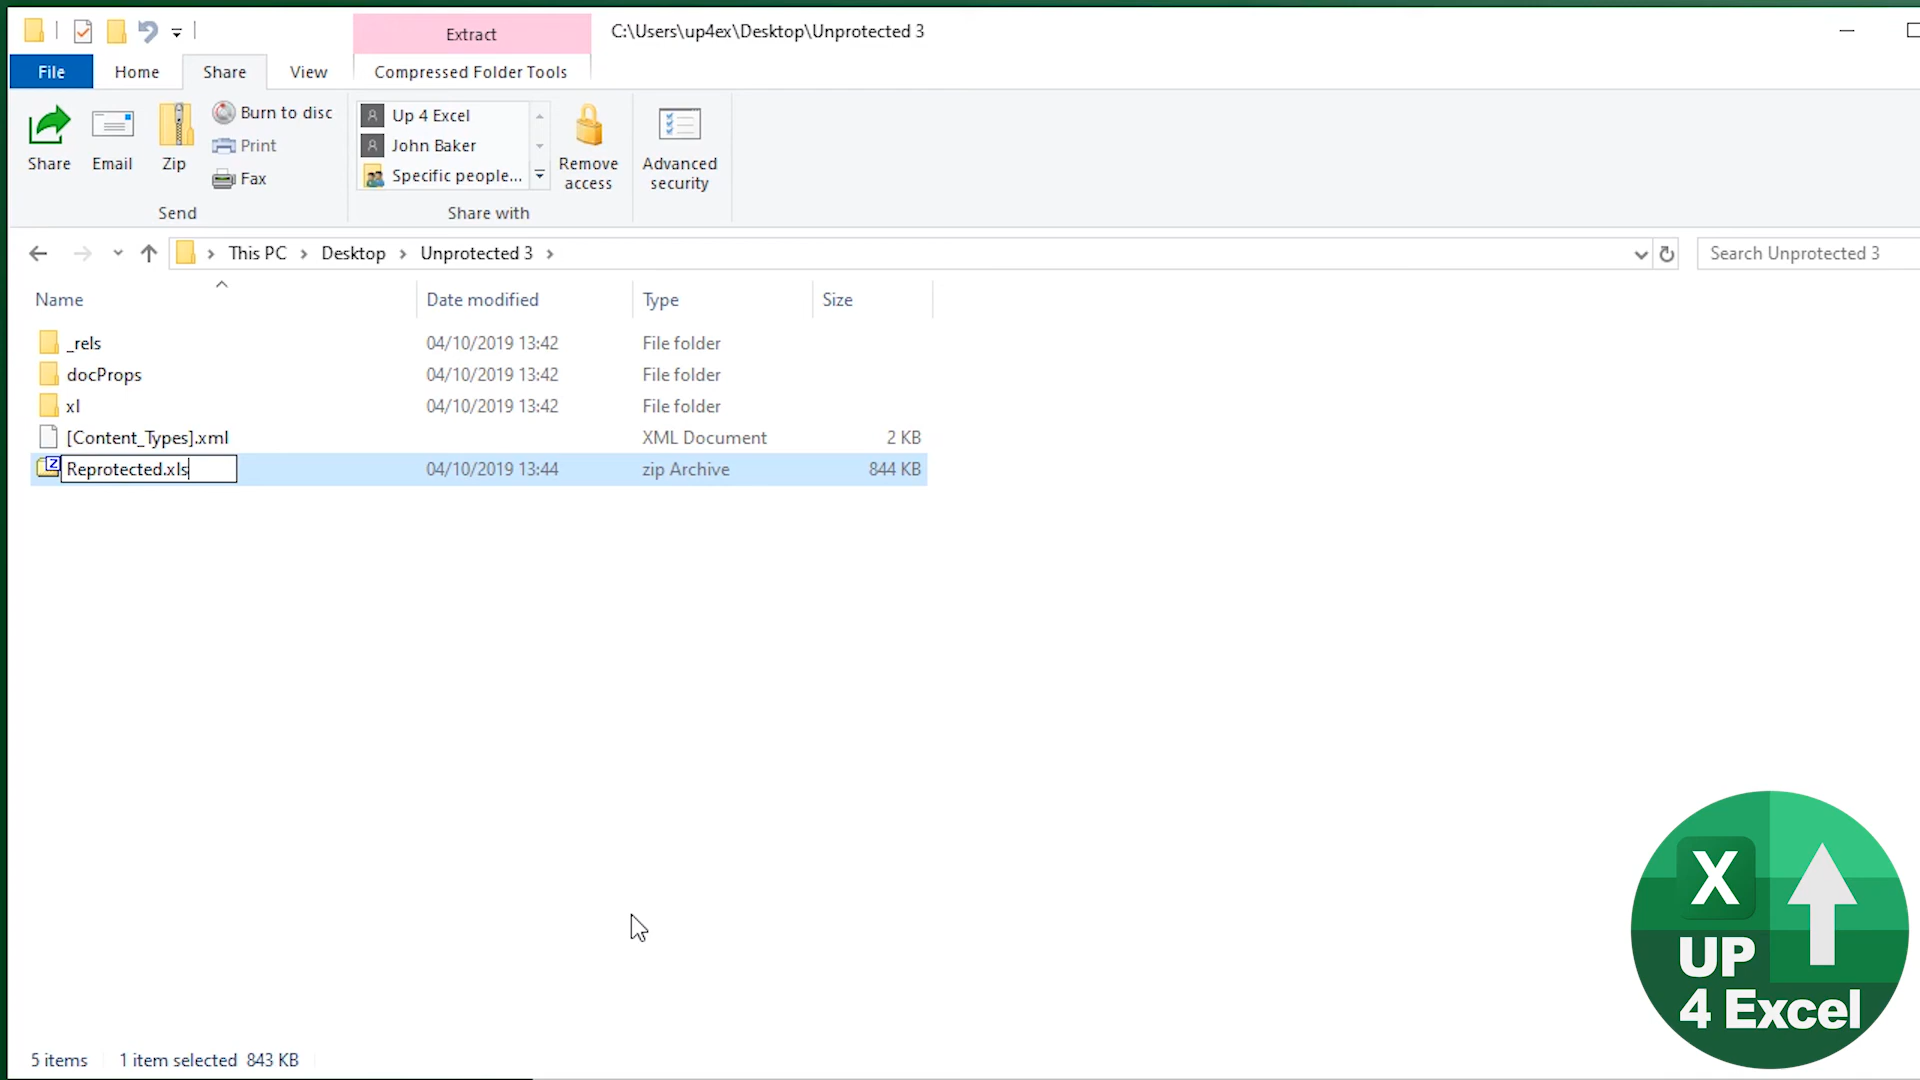 Extract
C:\Users\up4ex\Desktop\Unprotected 3
File Home Share View Compressed Folder Tools
Share
Email
Zip
Burn to disc
Print
Fax
Send
Up 4 Excel
John Baker
Specific people...
Share with
Remove
access
Advanced
security
This PC > Desktop > Unprotected 3 >
Search Unprotected 3
Name Date modified Type Size
_rels 04/10/2019 13:42 File folder
docProps 04/10/2019 13:42 File folder
xl 04/10/2019 13:42 File folder
[Content_Types].xml XML Document 2 KB
Reprotected.xls 04/10/2019 13:44 zip Archive 844 KB
X
UP
4 Excel
5 items 1 item selected 843 KB